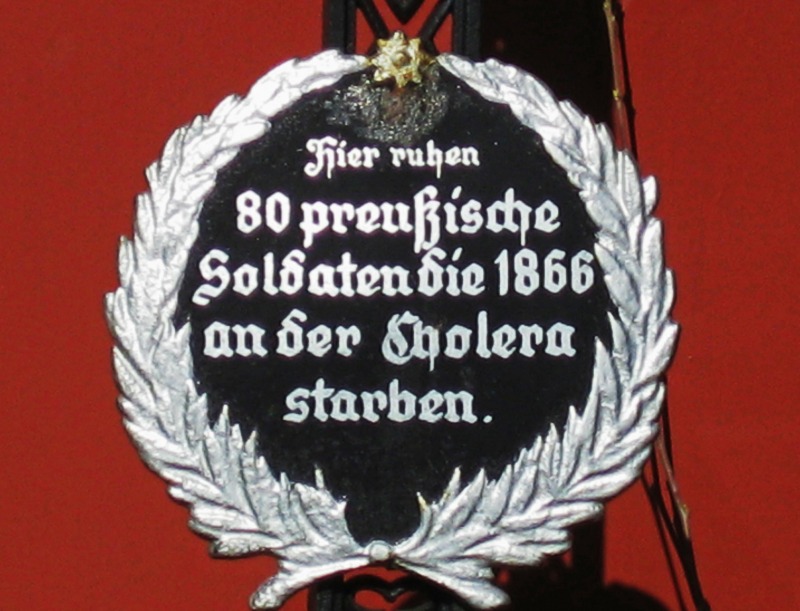 Hier ruhen
80 preußische
Soldaten die 1866
an der Cholera
starben.